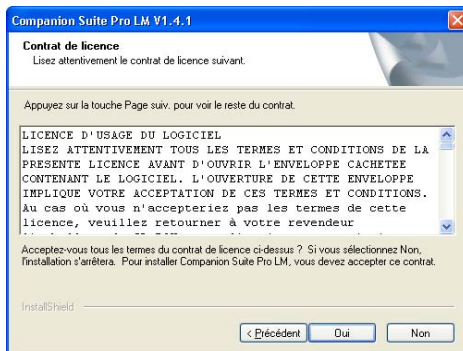 Companion Suite Pro LM V1.4.1
Contrat de licence
Lisez attentivement le contrat de licence suivant.
Appuyez sur la touche Page suiv. pour voir le reste du contrat.
LICENCE D'USAGE DU LOGICIEL
LISEZ ATTENTIVEMENT TOUS LES TERMES ET CONDITIONS DE LA
PRESENTE LICENCE AVANT D'OUVRIR L'ENVELOPPE CACHETEE
CONTENANT LE LOGICIEL. L'OUVERTURE DE CETTE ENVELOPPE
IMPLIQUE VOTRE ACCEPTATION DE CES TERMES ET CONDITIONS.
Au cas où vous n'accepteriez pas les termes de cette
licence, veuillez retourner à votre revendeur
Acceptez-vous tous les termes du contrat de licence ci-dessus ? Si vous sélectionnez Non,
l'installation s'arrêtera. Pour installer Companion Suite Pro LM, vous devez accepter ce contrat.
InstallShield
< Précédent Oui Non